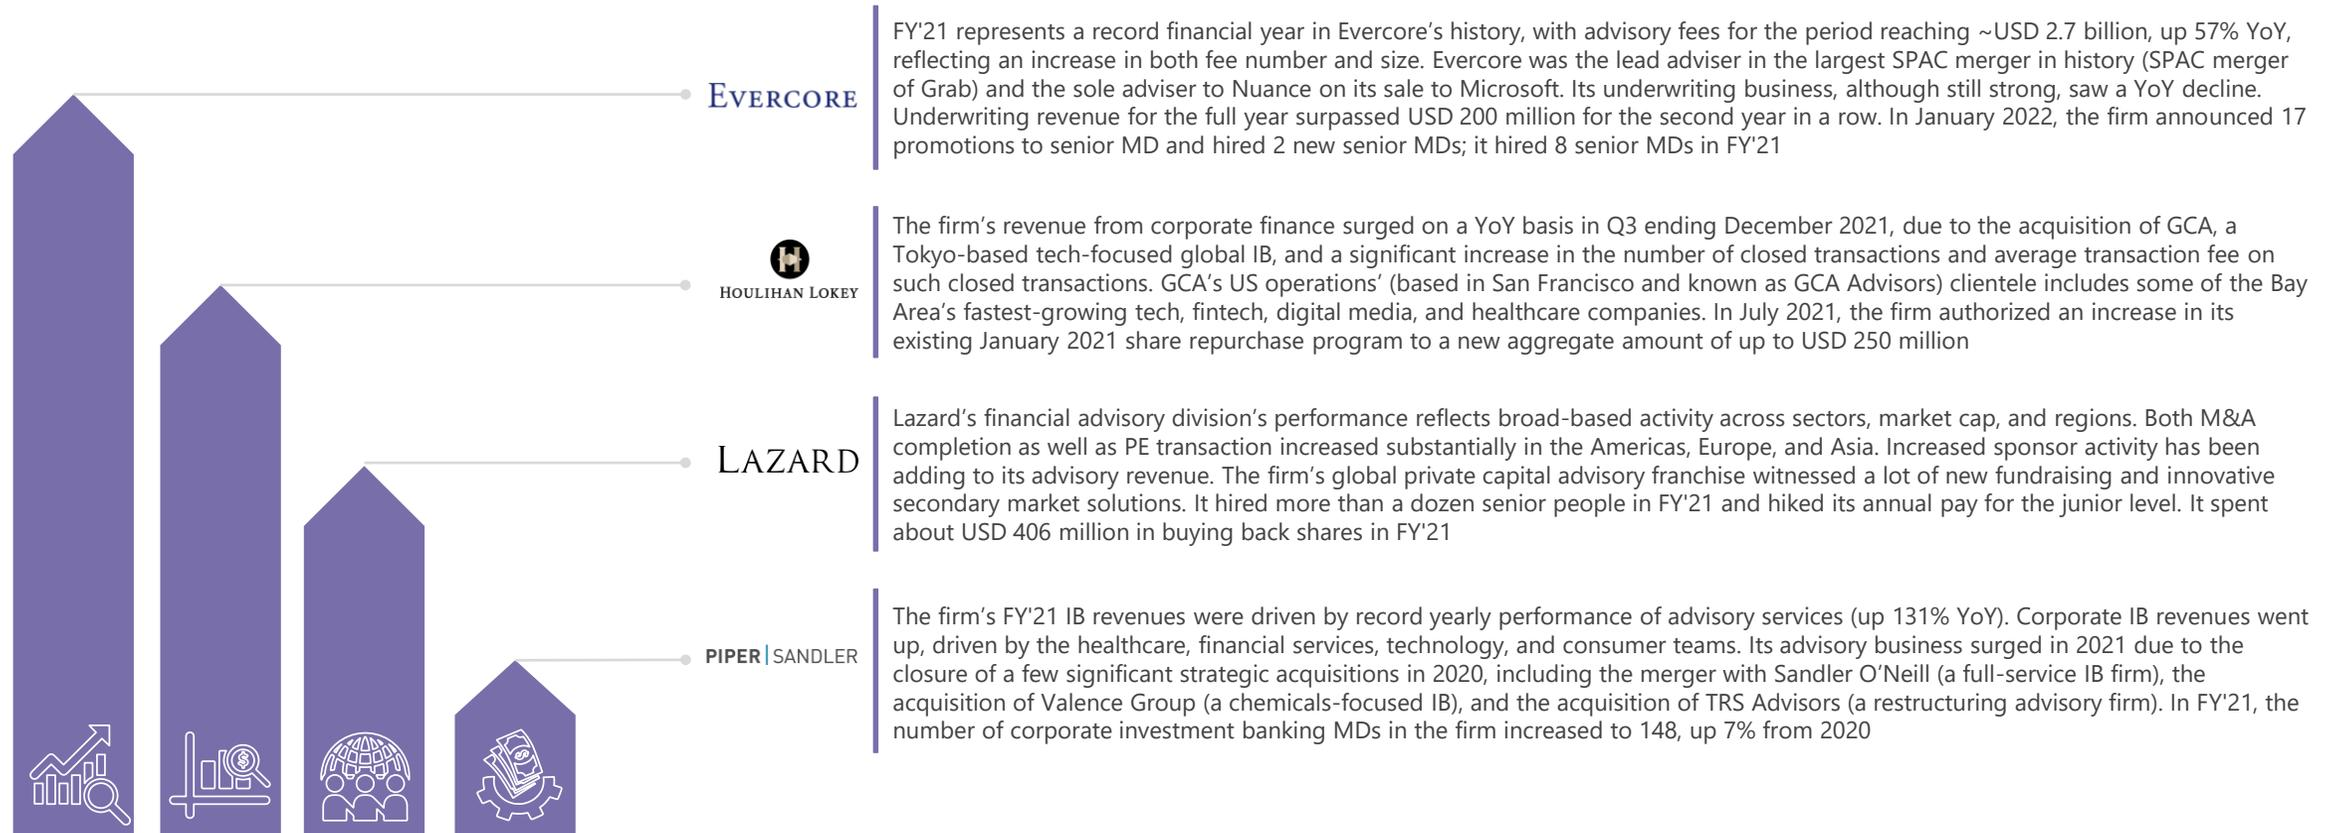 EVERCORE
FY'21 represents a record financial year in Evercore’s history, with advisory fees for the period reaching ~USD 2.7 billion, up 57% YoY,
reflecting an increase in both fee number and size. Evercore was the lead adviser in the largest SPAC merger in history (SPAC merger
of Grab) and the sole adviser to Nuance on its sale to Microsoft. Its underwriting business, although still strong, saw a YoY decline.
Underwriting revenue for the full year surpassed USD 200 million for the second year in a row. In January 2022, the firm announced 17
promotions to senior MD and hired 2 new senior MDs; it hired 8 senior MDs in FY'21
H
HOULIHAN LOKEY
The firm’s revenue from corporate finance surged on a YoY basis in Q3 ending December 2021, due to the acquisition of GCA, a
Tokyo-based tech-focused global IB, and a significant increase in the number of closed transactions and average transaction fee on
such closed transactions. GCA’s US operations’ (based in San Francisco and known as GCA Advisors) clientele includes some of the Bay
Area’s fastest-growing tech, fintech, digital media, and healthcare companies. In July 2021, the firm authorized an increase in its
existing January 2021 share repurchase program to a new aggregate amount of up to USD 250 million
LAZARD
Lazard’s financial advisory division’s performance reflects broad-based activity across sectors, market cap, and regions. Both M&A
completion as well as PE transaction increased substantially in the Americas, Europe, and Asia. Increased sponsor activity has been
adding to its advisory revenue. The firm’s global private capital advisory franchise witnessed a lot of new fundraising and innovative
secondary market solutions. It hired more than a dozen senior people in FY'21 and hiked its annual pay for the junior level. It spent
about USD 406 million in buying back shares in FY'21
PIPER|SANDLER
The firm’s FY'21 IB revenues were driven by record yearly performance of advisory services (up 131% YoY). Corporate IB revenues went
up, driven by the healthcare, financial services, technology, and consumer teams. Its advisory business surged in 2021 due to the
closure of a few significant strategic acquisitions in 2020, including the merger with Sandler O’Neill (a full-service IB firm), the
acquisition of Valence Group (a chemicals-focused IB), and the acquisition of TRS Advisors (a restructuring advisory firm). In FY'21, the
number of corporate investment banking MDs in the firm increased to 148, up 7% from 2020
$
$